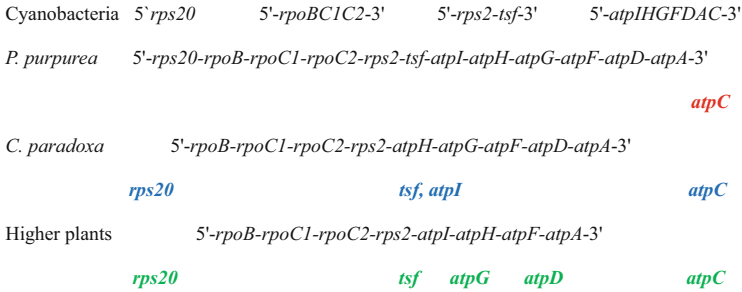 Cyanobacteria 5`rps20 5'-rpoBC1C2-3' 5'-rps2-tsf-3' 5'-atpIHGFDAC-3'
P. purpurea 5'-rps20-rpoB-rpoC1-rpoC2-rps2-tsf-atpI-atpH-atpG-atpF-atpD-atpA-3'
atpC
C. paradoxa 5'-rpoB-rpoC1-rpoC2-rps2-atpH-atpG-atpF-atpD-atpA-3'
rps20 tsf, atpI atpC
Higher plants 5'-rpoB-rpoC1-rpoC2-rps2-atpI-atpH-atpF-atpA-3'
rps20 tsf atpG atpD atpC